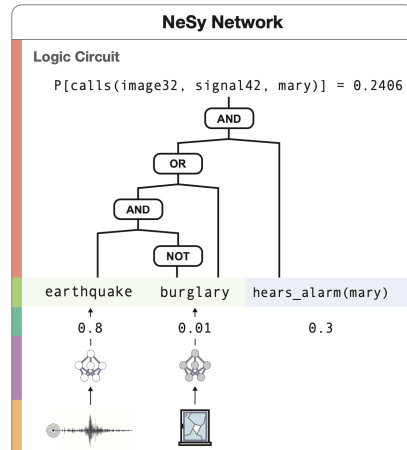 NeSy Network
Logic Circuit
P[calls(image32, signal42, mary)] = 0.2406
AND
OR
AND
NOT
earthquake burglary hears_alarm(mary)
0.8 0.01 0.3